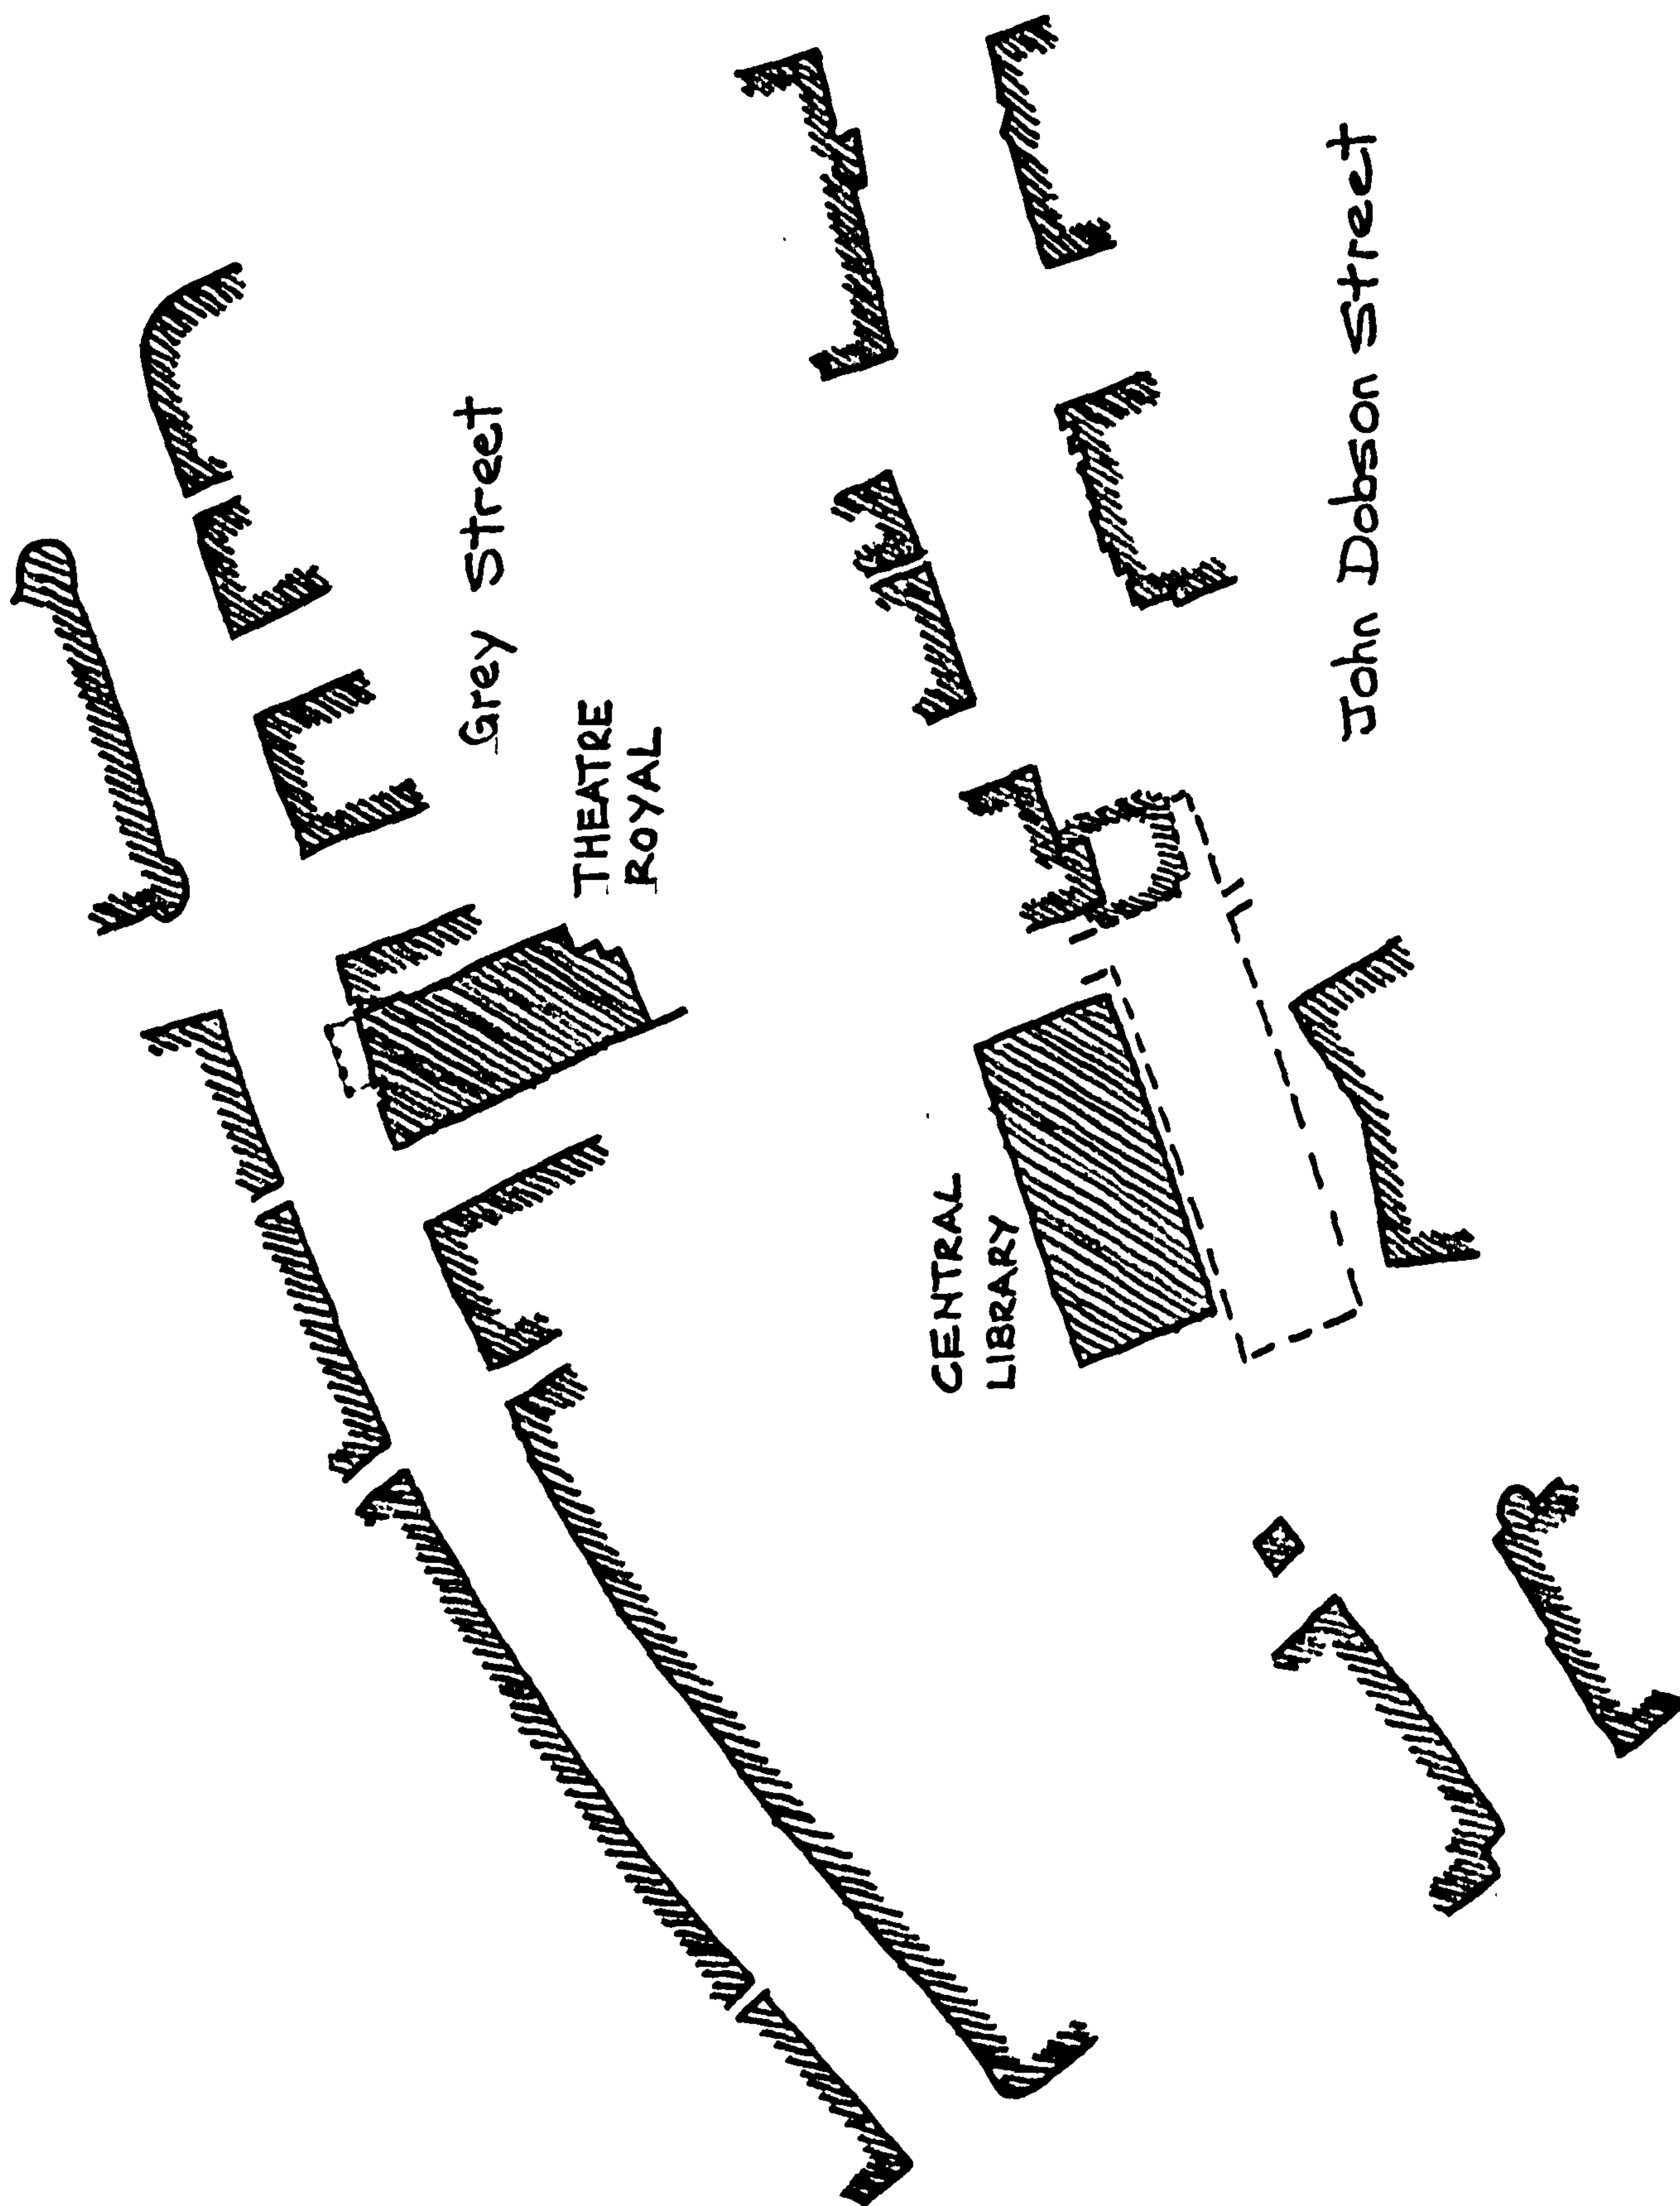 Grey Street
THEATRE
ROYAL
CENTRAL
LIBRARY
John Dobson Street